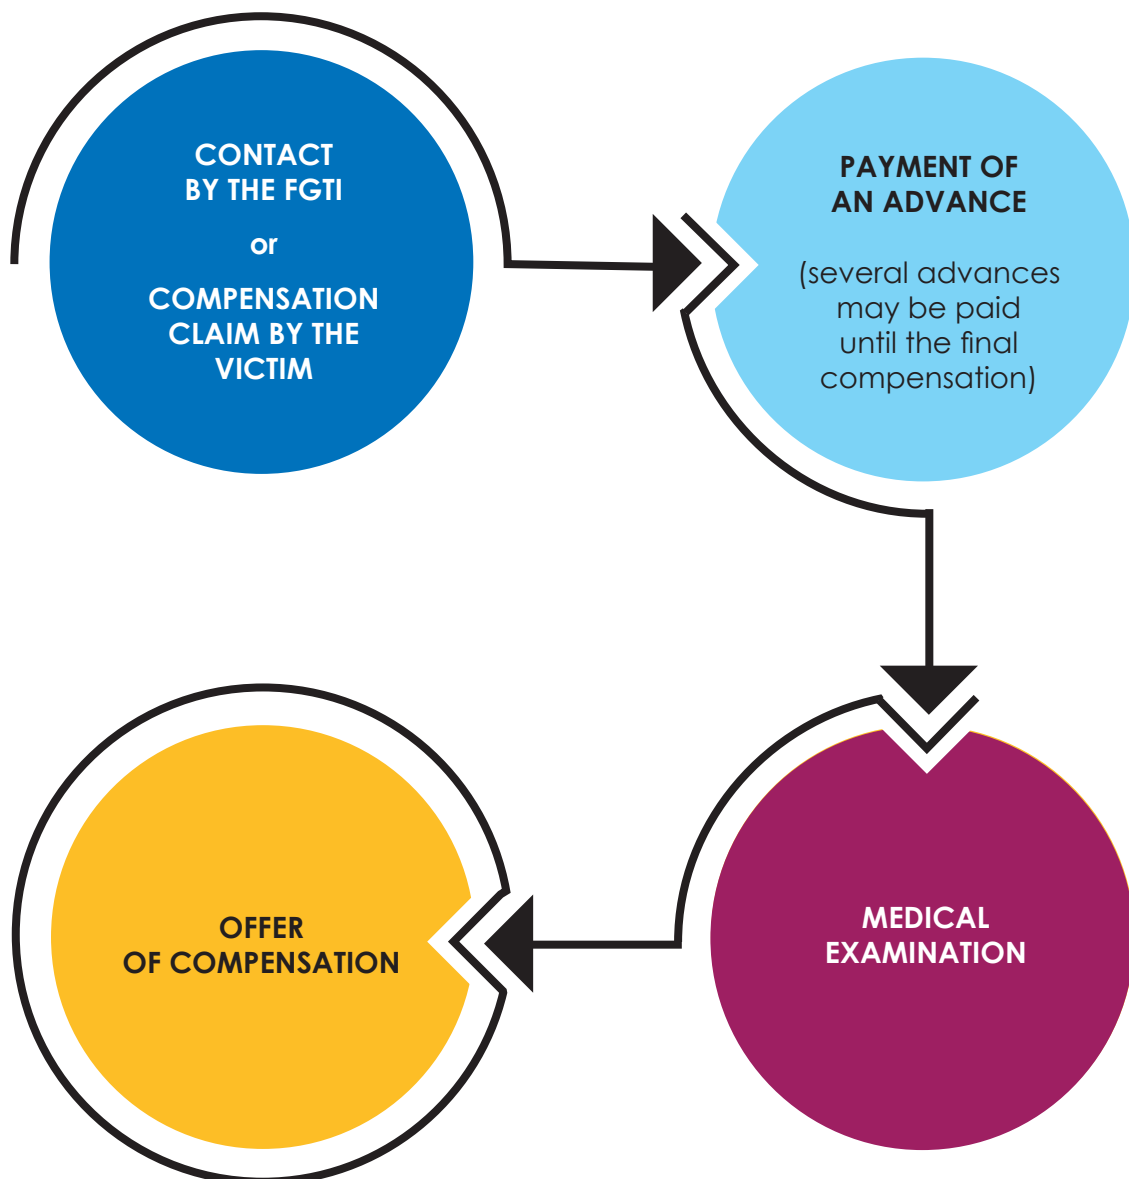 CONTACT
BY THE FGTI
or
COMPENSATION
CLAIM BY THE
VICTIM
PAYMENT OF
AN ADVANCE
(several advances
may be paid
until the final
compensation)
MEDICAL
EXAMINATION
OFFER
OF COMPENSATION